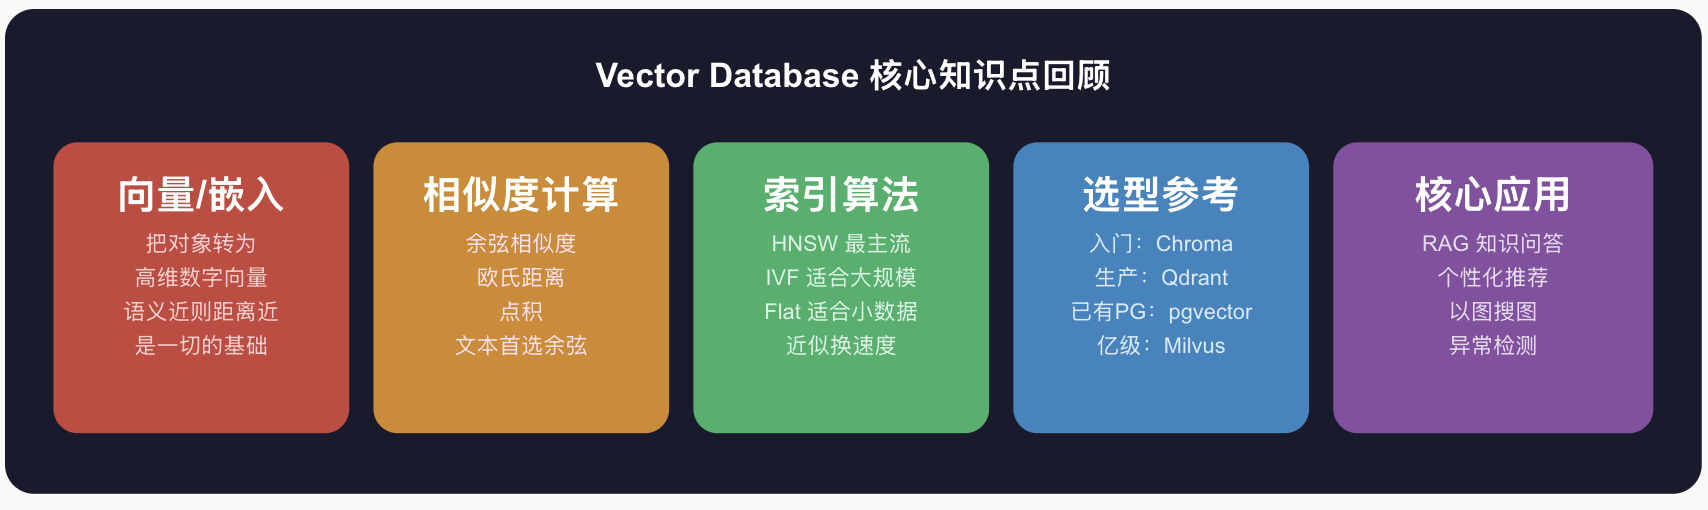 Vector Database 核心知识点回顾
向量/嵌入
把对象转为
高维数字向量
语义近则距离近
是一切的基础
相似度计算
余弦相似度
欧氏距离
点积
文本首选余弦
索引算法
HNSW 最主流
IVF 适合大规模
Flat 适合小数据
近似换速度
选型参考
入门：Chroma
生产：Qdrant
已有PG：pgvector
亿级：Milvus
核心应用
RAG 知识问答
个性化推荐
以图搜图
异常检测